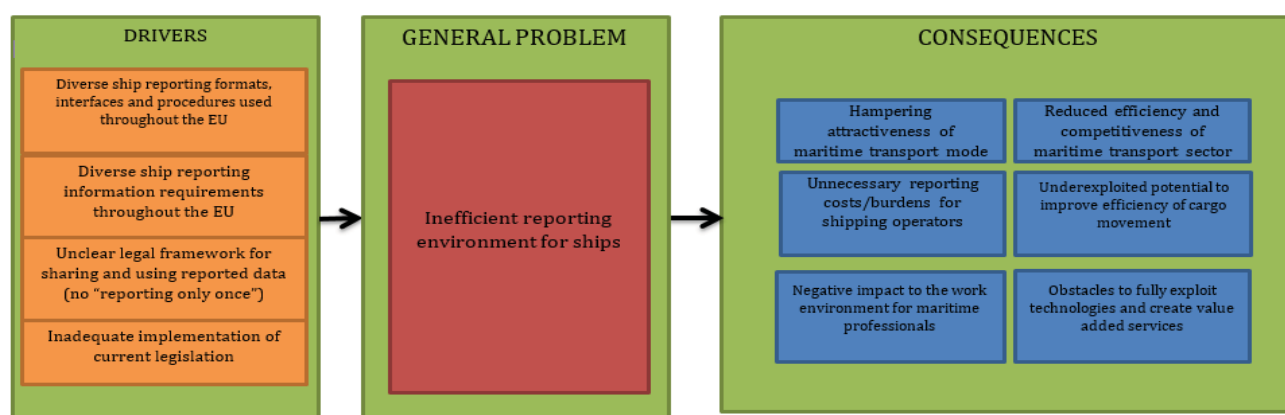 DRIVERS
Diverse ship reporting formats,
interfaces and procedures used
throughout the EU
Diverse ship reporting
information requirements
throughout the EU
Unclear legal framework for
sharing and using reported data
(no “reporting only once”)
Inadequate implementation of
current legislation
GENERAL PROBLEM
Inefficient reporting
environment for ships
CONSEQUENCES
Hampering
attractiveness of
maritime transport mode
Reduced efficiency and
competitiveness of
maritime transport sector
Unnecessary reporting
costs/burdens for
shipping operators
Underexploited potential to
improve efficiency of cargo
movement
Negative impact to the work
environment for maritime
professionals
Obstacles to fully exploit
technologies and create value
added services